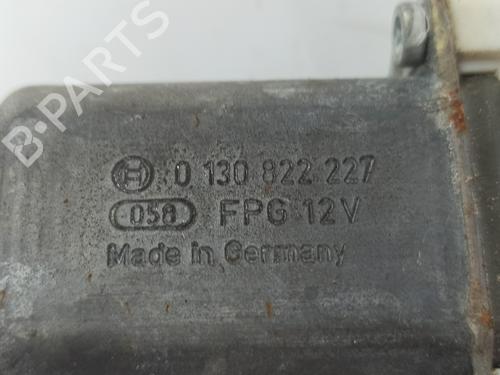 B-PARTS
0 130 822 227
058 FPG 12V
Made in Germany